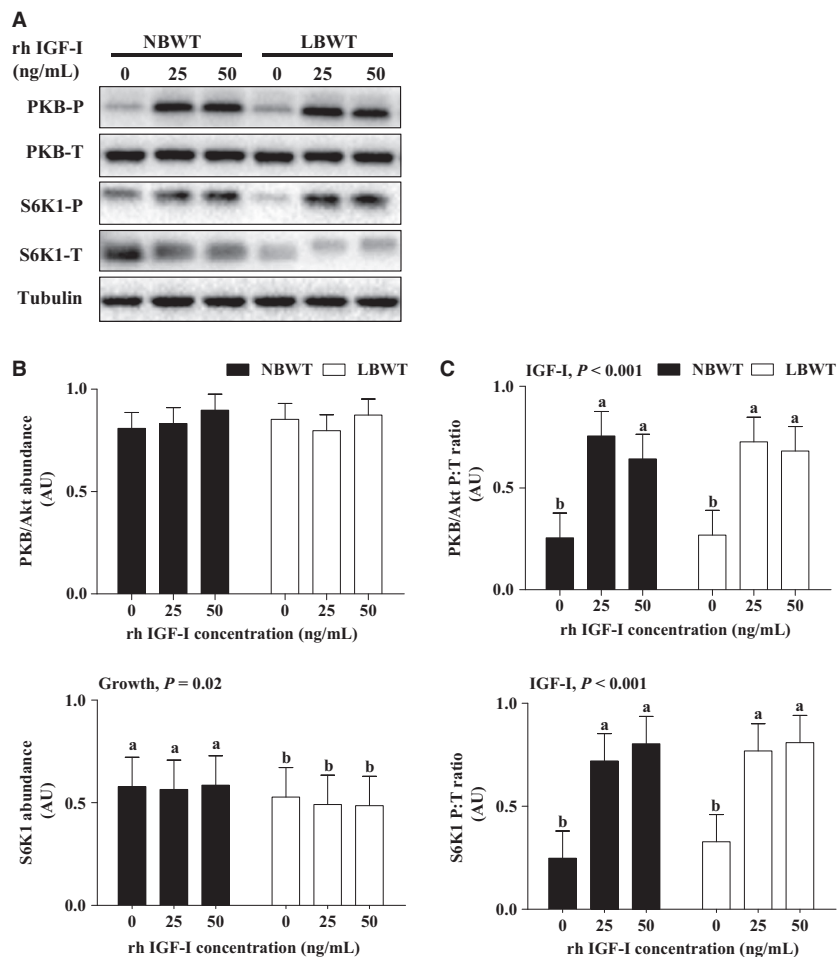 A
rh IGF-I NBWT LBWT
(ng/mL) 0 25 50 0 25 50
PKB-P
PKB-T
S6K1-P
S6K1-T
Tubulin
B
NBWT LBWT
1.0
0.5
0.0
PKB/Akt abundance
(AU)
0 25 50 0 25 50
rh IGF-I concentration (ng/mL)
C
IGF-I, P < 0.001 NBWT LBWT
1.0
0.5
0.0
PKB/Akt P:T ratio
(AU)
b a a b a a
0 25 50 0 25 50
rh IGF-I concentration (ng/mL)
Growth, P = 0.02
1.0
0.5
0.0
S6K1 abundance
(AU)
a a a b b b
0 25 50 0 25 50
rh IGF-I concentration (ng/mL)
IGF-I, P < 0.001
1.0
0.5
0.0
S6K1 P:T ratio
(AU)
b a a b a a
0 25 50 0 25 50
rh IGF-I concentration (ng/mL)